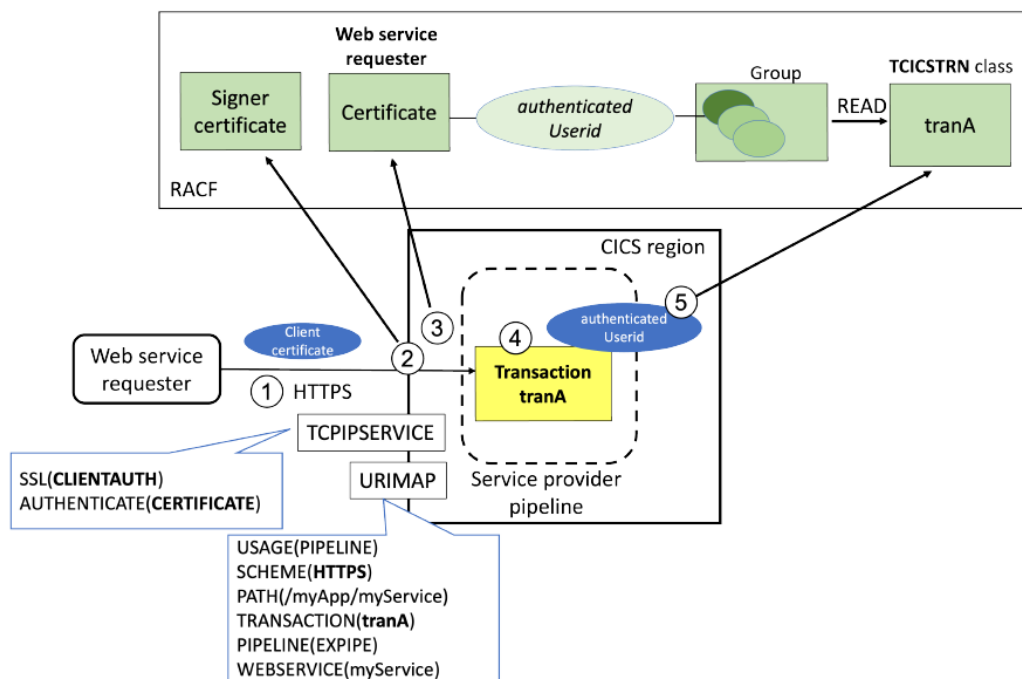 Web service
requester
Signer
certificate
Certificate
authenticated
Userid
Group
READ
TCICSTRN class
tranA
RACF
CICS region
Web service
requester
Client
certificate
1
HTTPS
2
3
4
Transaction
tranA
authenticated
Userid
5
TCPIPSERVICE
URIMAP
Service provider
pipeline
SSL(CLIENTAUTH)
AUTHENTICATE(CERTIFICATE)
USAGE(PIPELINE)
SCHEME(HTTPS)
PATH(/myApp/myService)
TRANSACTION(tranA)
PIPELINE(EXPIPE)
WEBSERVICE(myService)